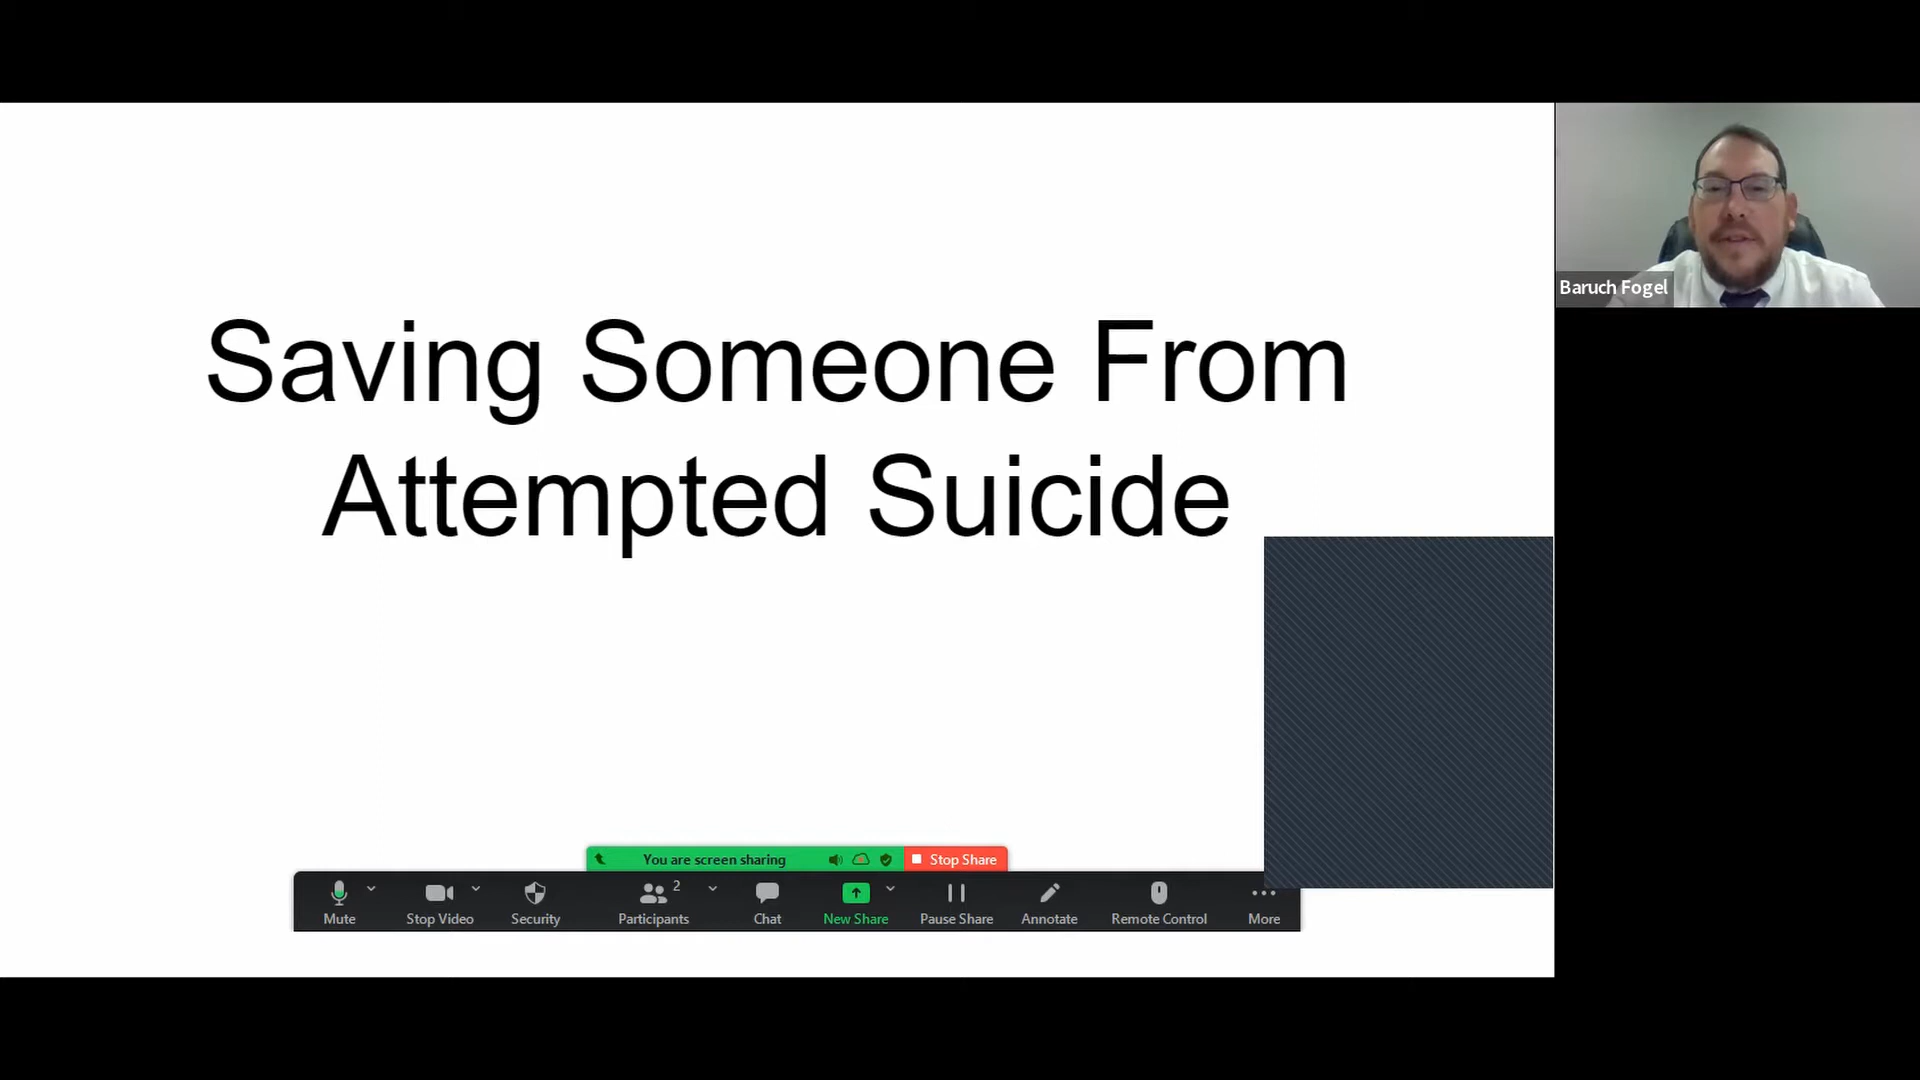 Saving Someone From
Attempted Suicide
Baruch Fogel
You are screen sharing
Stop Share
Mute
Stop Video
Security
2
Participants
Chat
New Share
Pause Share
Annotate
Remote Control
More